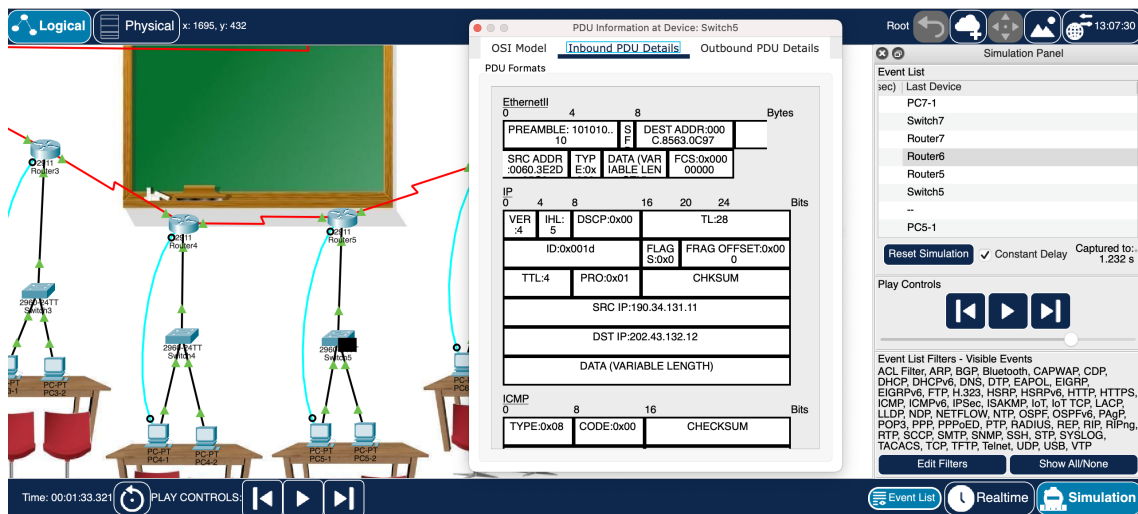 Logical
Physical
x: 1695, y: 432
Root
13:07:30
2911
Router3
2911
Router4
2911
Router5
2960-24TT
Switch3
2960-24TT
Switch4
Switch5
PC-PT
3-1
PC-PT
PC3-2
PC-PT
PC4-1
PC-PT
PC4-2
PC-PT
PC5-1
PC-PT
PC5-2
PDU Information at Device: Switch5
OSI Model
Inbound PDU Details
Outbound PDU Details
PDU Formats
EthernetII
0 4 8 Bytes
PREAMBLE: 101010..
10
S
F
DEST ADDR:000
C.8563.0C97
SRC ADDR
:0060.3E2D
TYP
E:0x
DATA (VAR
IABLE LEN
FCS:0x000
00000
IP
0 4 8 16 20 24 Bits
VER
:4
IHL:
5
DSCP:0x00
TL:28
ID:0x001d
FLAG
S:0x0
FRAG OFFSET:0x00
0
TTL:4
PRO:0x01
CHKSUM
SRC IP:190.34.131.11
DST IP:202.43.132.12
DATA (VARIABLE LENGTH)
ICMP
0 8 16 Bits
TYPE:0x08
CODE:0x00
CHECKSUM
Simulation Panel
Event List
sec)
Last Device
PC7-1
Switch7
Router7
Router6
Router5
Switch5
--
PC5-1
Reset Simulation
Constant Delay
Captured to:
1.232 s
Play Controls
Event List Filters - Visible Events
ACL Filter, ARP, BGP, Bluetooth, CAPWAP, CDP,
DHCP, DHCPv6, DNS, DTP, EAPOL, EIGRP,
EIGRPv6, FTP, H.323, HSRP, HSRPv6, HTTP, HTTPS,
ICMP, ICMPv6, IPSec, ISAKMP, IoT, IoT TCP, LACP,
LLDP, NDP, NETFLOW, NTP, OSPF, OSPFv6, PAgP,
POP3, PPP, PPPoED, PTP, RADIUS, REP, RIP, RIPng,
RTP, SCCP, SMTP, SNMP, SSH, STP, SYSLOG,
TACACS, TCP, TFTP, Telnet, UDP, USB, VTP
Edit Filters
Show All/None
Time: 00:01:33.321
PLAY CONTROLS:
Event List
Realtime
Simulation